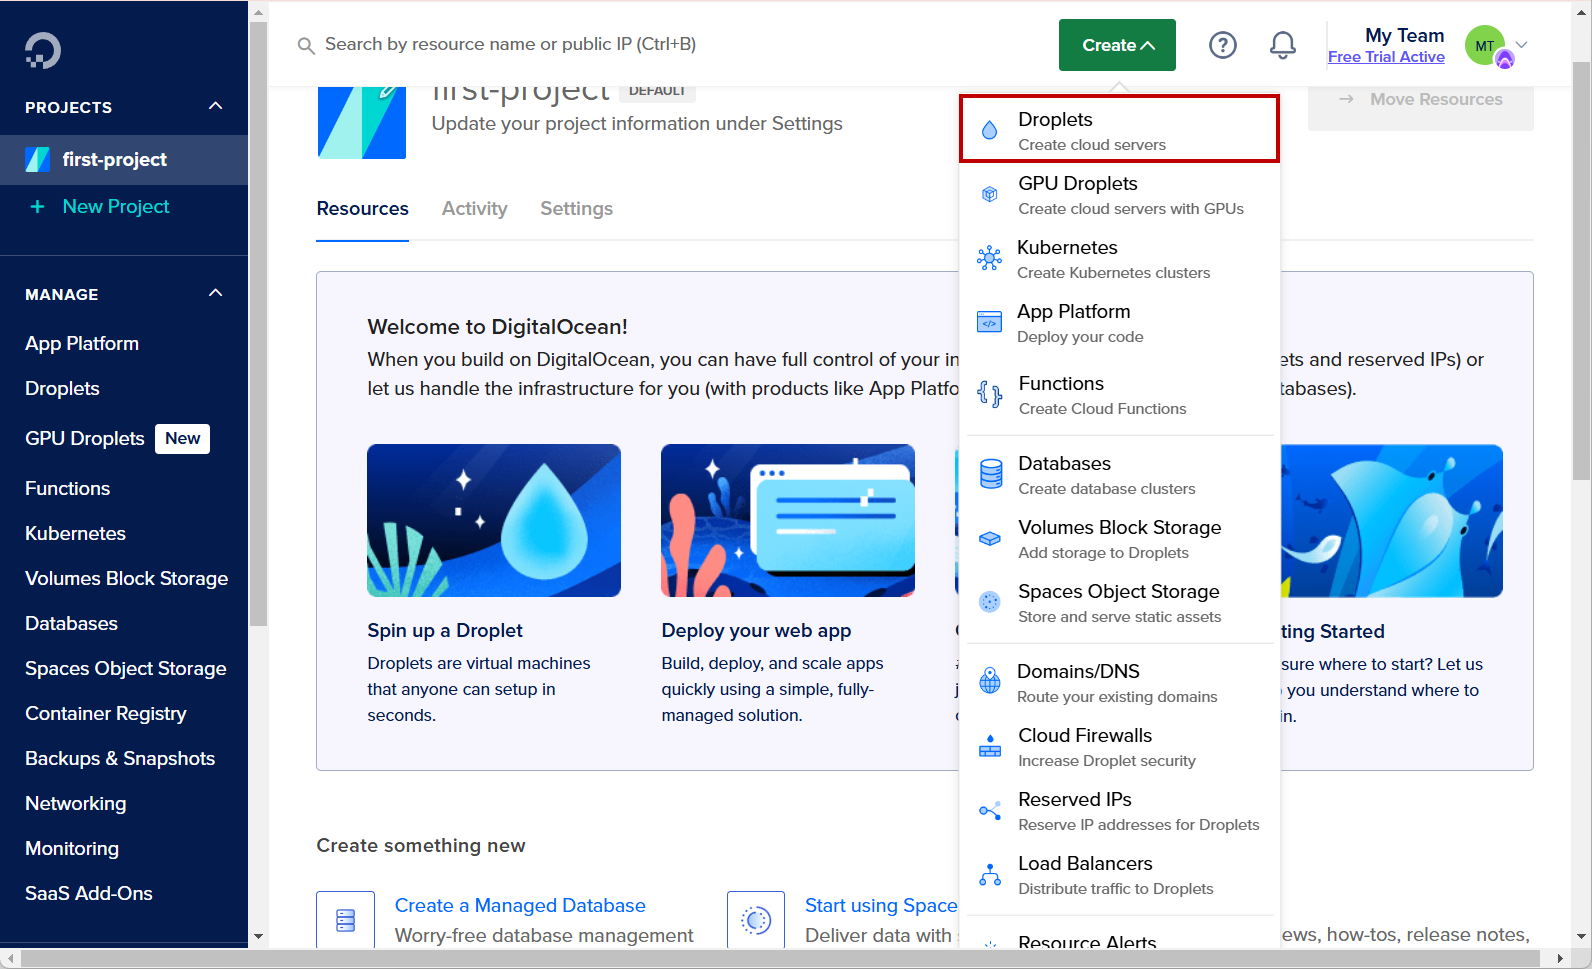 Search by resource name or public IP (Ctrl+B)
Create
My Team
Free Trial Active
MT
PROJECTS
first-project
New Project
MANAGE
App Platform
Droplets
GPU Droplets New
Functions
Kubernetes
Volumes Block Storage
Databases
Spaces Object Storage
Container Registry
Backups & Snapshots
Networking
Monitoring
SaaS Add-Ons
first-project DEFAULT
Update your project information under Settings
Move Resources
Resources Activity Settings
Welcome to DigitalOcean!
When you build on DigitalOcean, you can have full control of your in
ets and reserved IPs) or
let us handle the infrastructure for you (with products like App Platfo
tabases).
Spin up a Droplet
Droplets are virtual machines
that anyone can setup in
seconds.
Deploy your web app
Build, deploy, and scale apps
quickly using a simple, fully-
managed solution.
ting Started
sure where to start? Let us
you understand where to
in.
Create something new
Create a Managed Database
Worry-free database management
Start using Space
Deliver data with
ews, how-tos, release notes,
Droplets
Create cloud servers
GPU Droplets
Create cloud servers with GPUs
Kubernetes
Create Kubernetes clusters
App Platform
Deploy your code
Functions
Create Cloud Functions
Databases
Create database clusters
Volumes Block Storage
Add storage to Droplets
Spaces Object Storage
Store and serve static assets
Domains/DNS
Route your existing domains
Cloud Firewalls
Increase Droplet security
Reserved IPs
Reserve IP addresses for Droplets
Load Balancers
Distribute traffic to Droplets
Resource Alerts